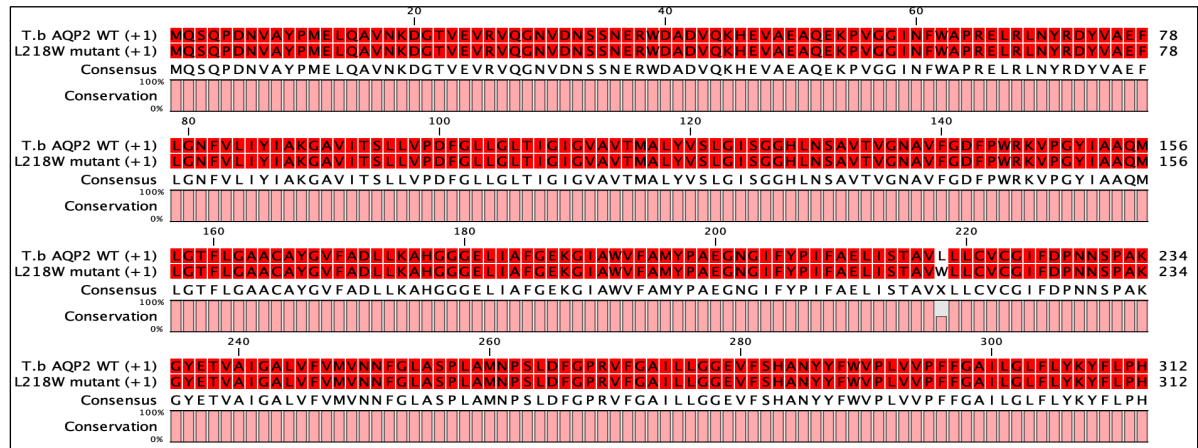 20 40 60
T.b AQP2 WT (+1) MQSQPDNVAYPMELQAVNKDGTVEVRVQGNVDNSSNERWDADVQKHEVAEAQEKPVGGINFWAPRELRLNYRDYVAEF 78
L218W mutant (+1) MQSQPDNVAYPMELQAVNKDGTVEVRVQGNVDNSSNERWDADVQKHEVAEAQEKPVGGINFWAPRELRLNYRDYVAEF 78
Consensus MQSQPDNVAYPMELQAVNKDGTVEVRVQGNVDNSSNERWDADVQKHEVAEAQEKPVGGINFWAPRELRLNYRDYVAEF
100%
Conservation
0%
80 100 120 140
T.b AQP2 WT (+1) LGNFVLIYIAKGAVITSLLVPDFGLLGLTIGIGVAVTMALYVSLGISGGHLNSAVTVGNAVFGDFPWRKVPGYIAAQM 156
L218W mutant (+1) LGNFVLIYIAKGAVITSLLVPDFGLLGLTIGIGVAVTMALYVSLGISGGHLNSAVTVGNAVFGDFPWRKVPGYIAAQM 156
Consensus LGNFVLIYIAKGAVITSLLVPDFGLLGLTIGIGVAVTMALYVSLGISGGHLNSAVTVGNAVFGDFPWRKVPGYIAAQM
100%
Conservation
0%
160 180 200 220
T.b AQP2 WT (+1) LGTFLGAACAYGVFADLLKAHGGGELIAFGEKGIAWVFAMYPAEGNGIFYPIFAELISTAVLLLCVCGIFDPNNSPAK 234
L218W mutant (+1) LGTFLGAACAYGVFADLLKAHGGGELIAFGEKGIAWVFAMYPAEGNGIFYPIFAELISTAVWLLCVCGIFDPNNSPAK 234
Consensus LGTFLGAACAYGVFADLLKAHGGGELIAFGEKGIAWVFAMYPAEGNGIFYPIFAELISTAVXLLCVCGIFDPNNSPAK
100%
Conservation
0%
240 260 280 300
T.b AQP2 WT (+1) GYETVAIGALVFVMVNNFGLASPLAMNPSLDFGPRVFGAILLGGEVFSHANYYFWVPLVVPFFGAILGLFLYKYFLPH 312
L218W mutant (+1) GYETVAIGALVFVMVNNFGLASPLAMNPSLDFGPRVFGAILLGGEVFSHANYYFWVPLVVPFFGAILGLFLYKYFLPH 312
Consensus GYETVAIGALVFVMVNNFGLASPLAMNPSLDFGPRVFGAILLGGEVFSHANYYFWVPLVVPFFGAILGLFLYKYFLPH
100%
Conservation
0%